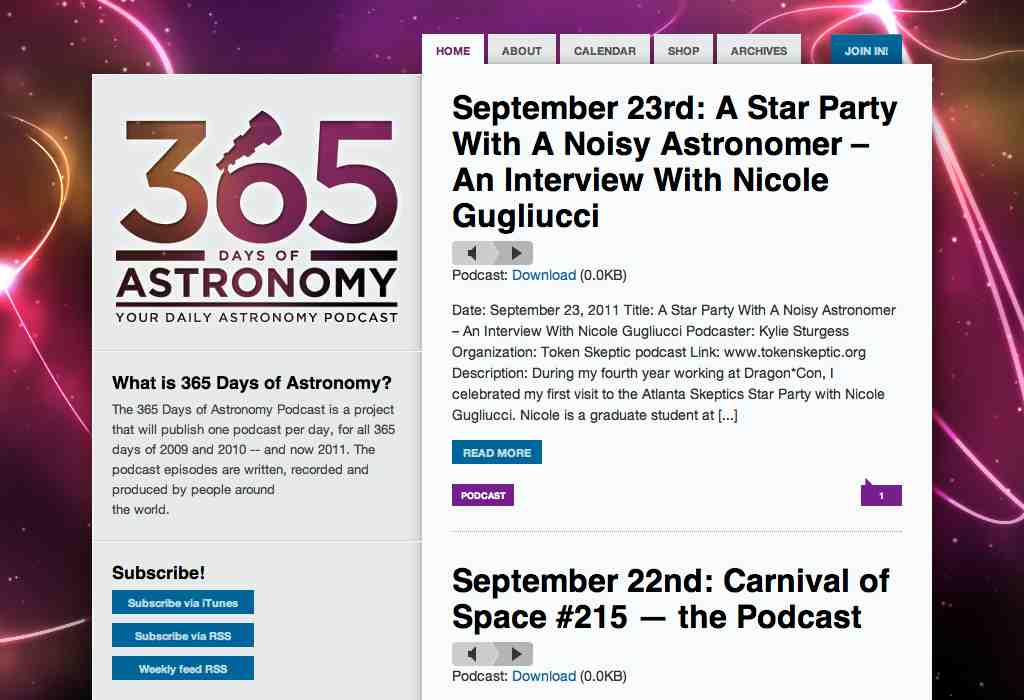 HOME ABOUT CALENDAR SHOP ARCHIVES JOIN IN!
365
DAYS OF
ASTRONOMY
YOUR DAILY ASTRONOMY PODCAST
What is 365 Days of Astronomy?
The 365 Days of Astronomy Podcast is a project
that will publish one podcast per day, for all 365
days of 2009 and 2010 -- and now 2011. The
podcast episodes are written, recorded and
produced by people around
the world.
Subscribe!
Subscribe via iTunes
Subscribe via RSS
Weekly feed RSS
September 23rd: A Star Party
With A Noisy Astronomer –
An Interview With Nicole
Gugliucci
Podcast: Download (0.0KB)
Date: September 23, 2011 Title: A Star Party With A Noisy Astronomer
– An Interview With Nicole Gugliucci Podcaster: Kylie Sturgess
Organization: Token Skeptic podcast Link: www.tokenskeptic.org
Description: During my fourth year working at Dragon*Con, I
celebrated my first visit to the Atlanta Skeptics Star Party with Nicole
Gugliucci. Nicole is a graduate student at [...]
READ MORE
PODCAST 1
September 22nd: Carnival of
Space #215 — the Podcast
Podcast: Download (0.0KB)